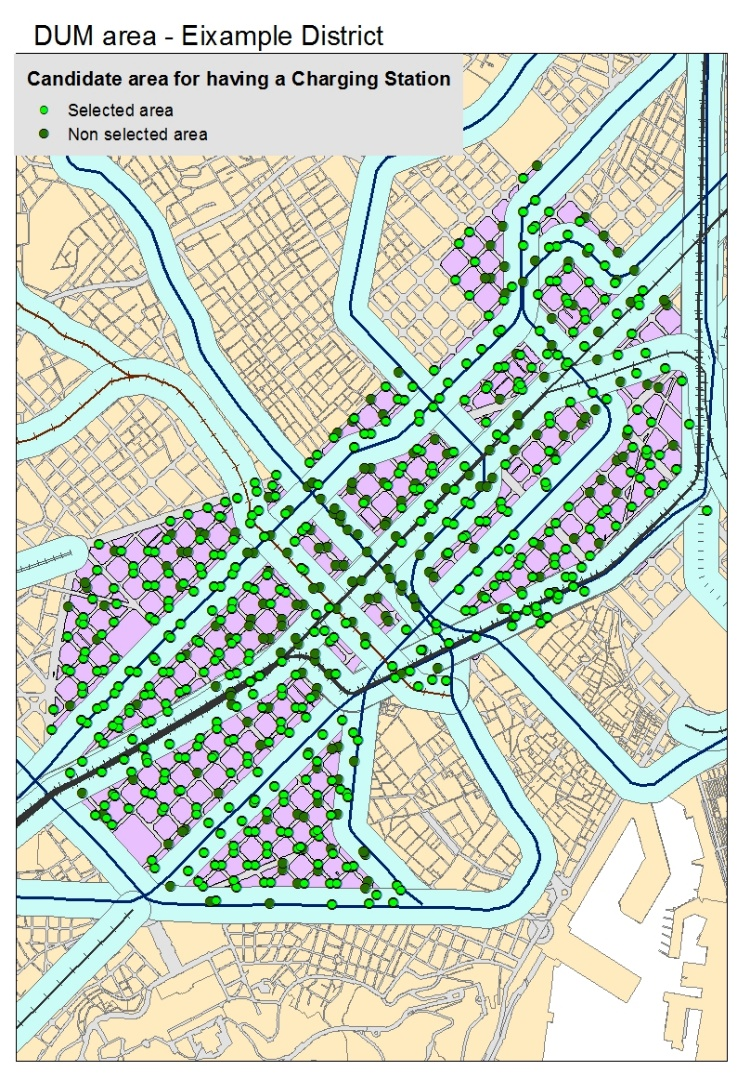 DUM area - Eixample District
Candidate area for having a Charging Station
Selected area
Non selected area